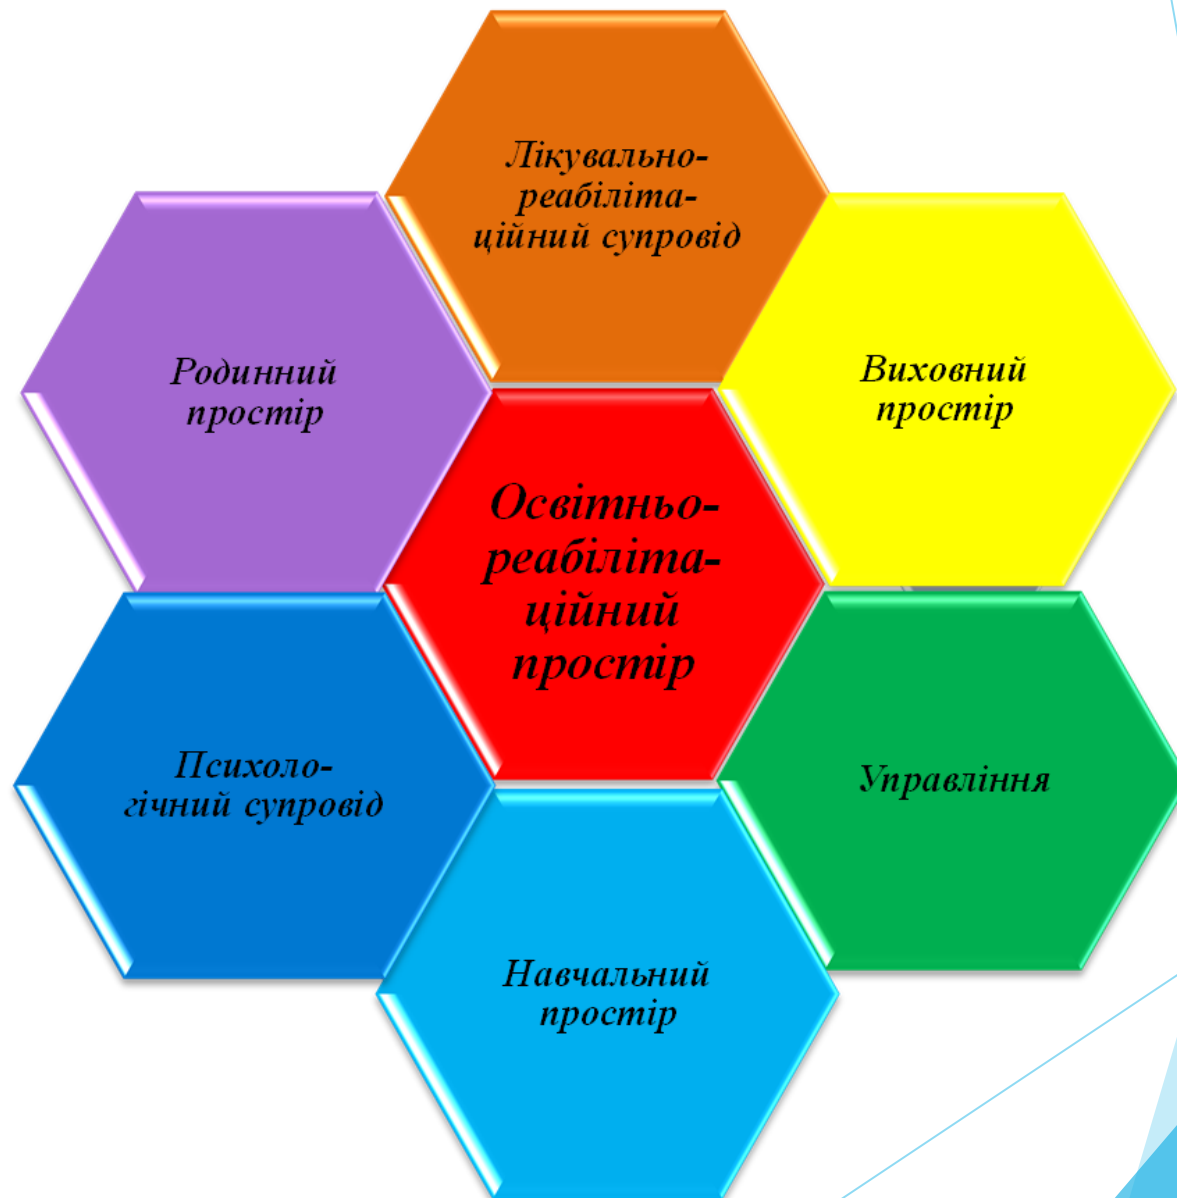 Лікувально-
реабіліта-
ційний супровід
Родинний
простір
Виховний
простір
Освітньо-
реабіліта-
ційний
простір
Психоло-
гічний супровід
Управління
Навчальний
простір